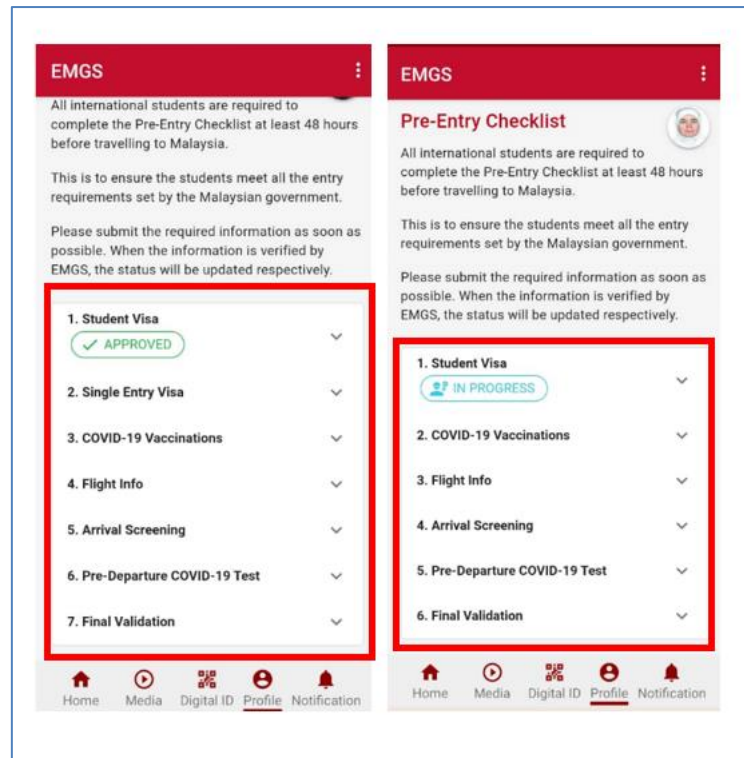 EMGS
All international students are required to
complete the Pre-Entry Checklist at least 48 hours
before travelling to Malaysia.
This is to ensure the students meet all the entry
requirements set by the Malaysian government.
Please submit the required information as soon as
possible. When the information is verified by
EMGS, the status will be updated respectively.
1. Student Visa
APPROVED
2. Single Entry Visa
3. COVID-19 Vaccinations
4. Flight Info
5. Arrival Screening
6. Pre-Departure COVID-19 Test
7. Final Validation
Home Media Digital ID Profile Notification
EMGS
Pre-Entry Checklist
All international students are required to
complete the Pre-Entry Checklist at least 48 hours
before travelling to Malaysia.
This is to ensure the students meet all the entry
requirements set by the Malaysian government.
Please submit the required information as soon as
possible. When the information is verified by
EMGS, the status will be updated respectively.
1. Student Visa
IN PROGRESS
2. COVID-19 Vaccinations
3. Flight Info
4. Arrival Screening
5. Pre-Departure COVID-19 Test
6. Final Validation
Home Media Digital ID Profile Notification